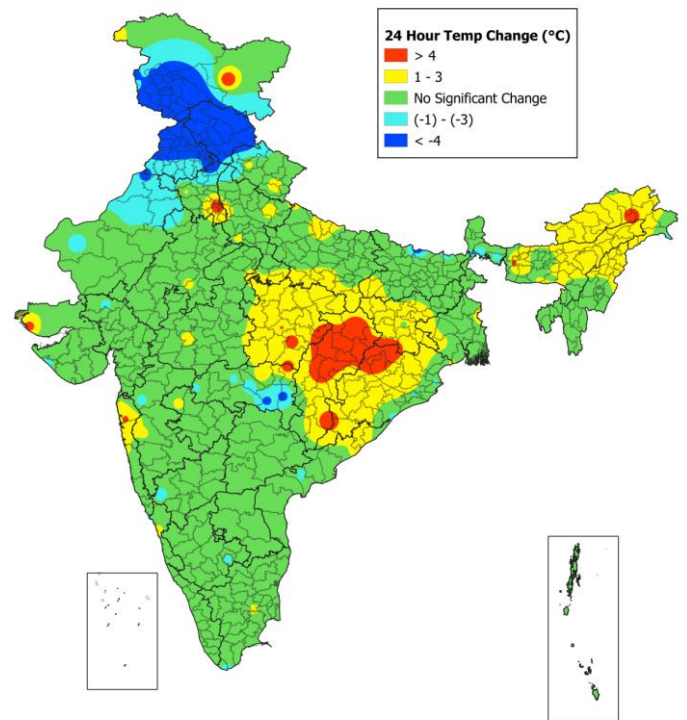 24 Hour Temp Change (°C)
> 4
1 - 3
No Significant Change
(-1) - (-3)
< -4